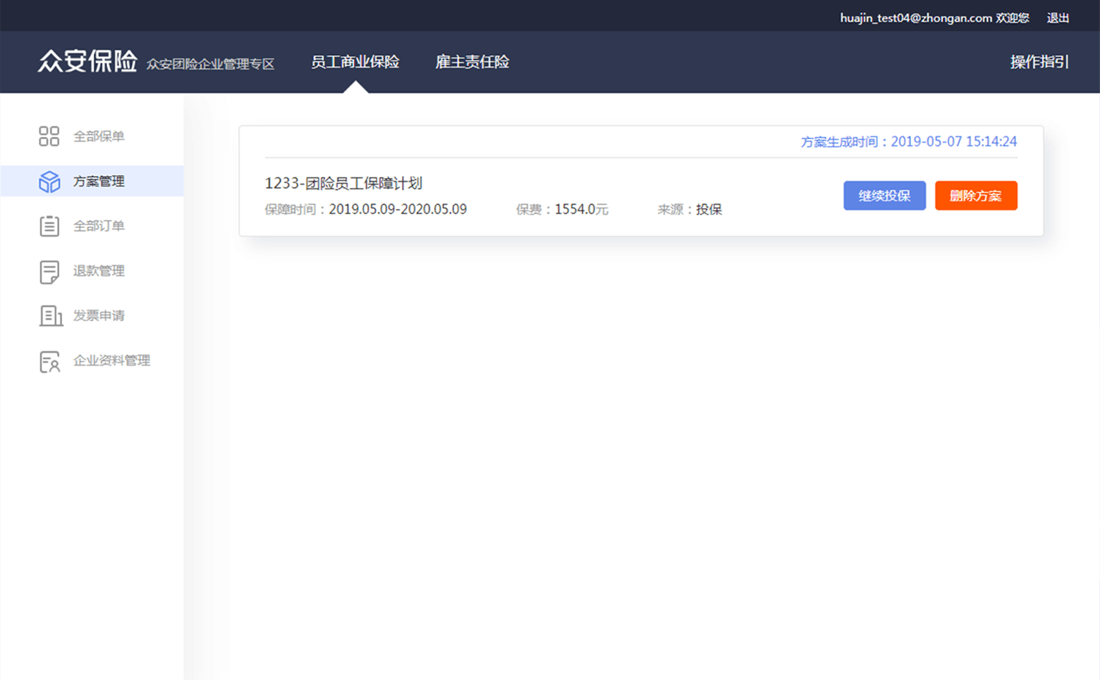 huajin_test04@zhongan.com 欢迎您 退出
众安保险 众安团险企业管理专区 员工商业保险 雇主责任险 操作指引
全部保单
方案管理
全部订单
退款管理
发票申请
企业资料管理
方案生成时间：2019-05-07 15:14:24
1233-团险员工保障计划
保障时间：2019.05.09-2020.05.09 保费：1554.0元 来源：投保
继续投保 删除方案